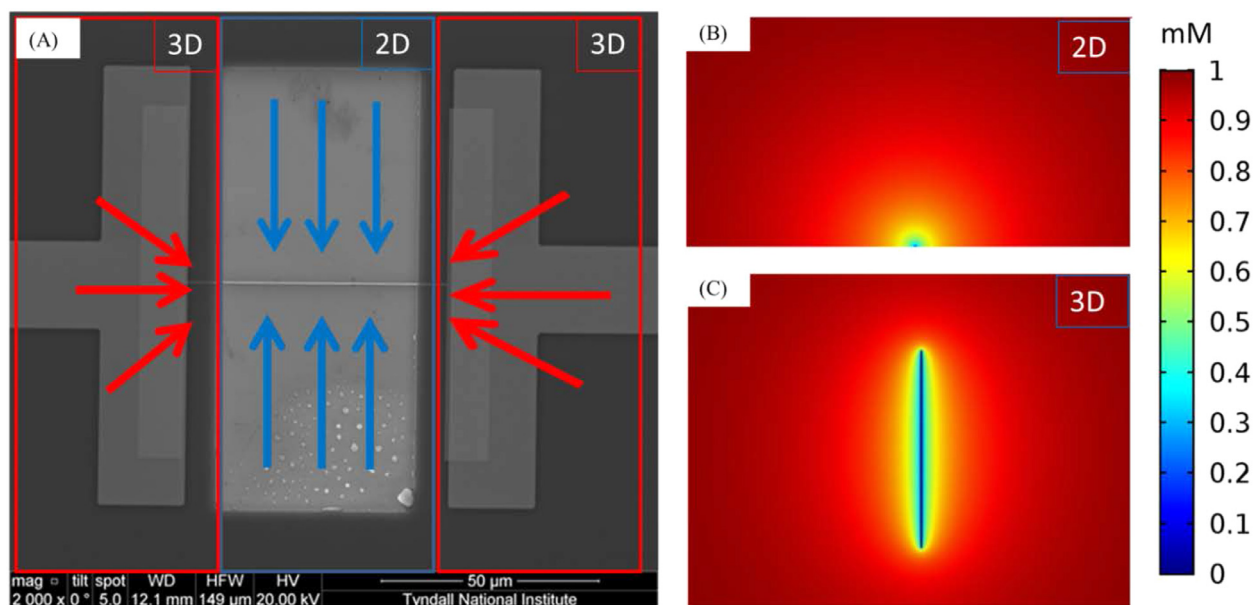 (A)
3D
2D
3D
mag □ tilt spot WD HFW HV 50 µm
2 000 x 0 ° 5.0 12.1 mm 149 µm 20.00 kV Tyndall National Institute
(B)
2D
(C)
3D
mM
1
0.9
0.8
0.7
0.6
0.5
0.4
0.3
0.2
0.1
0